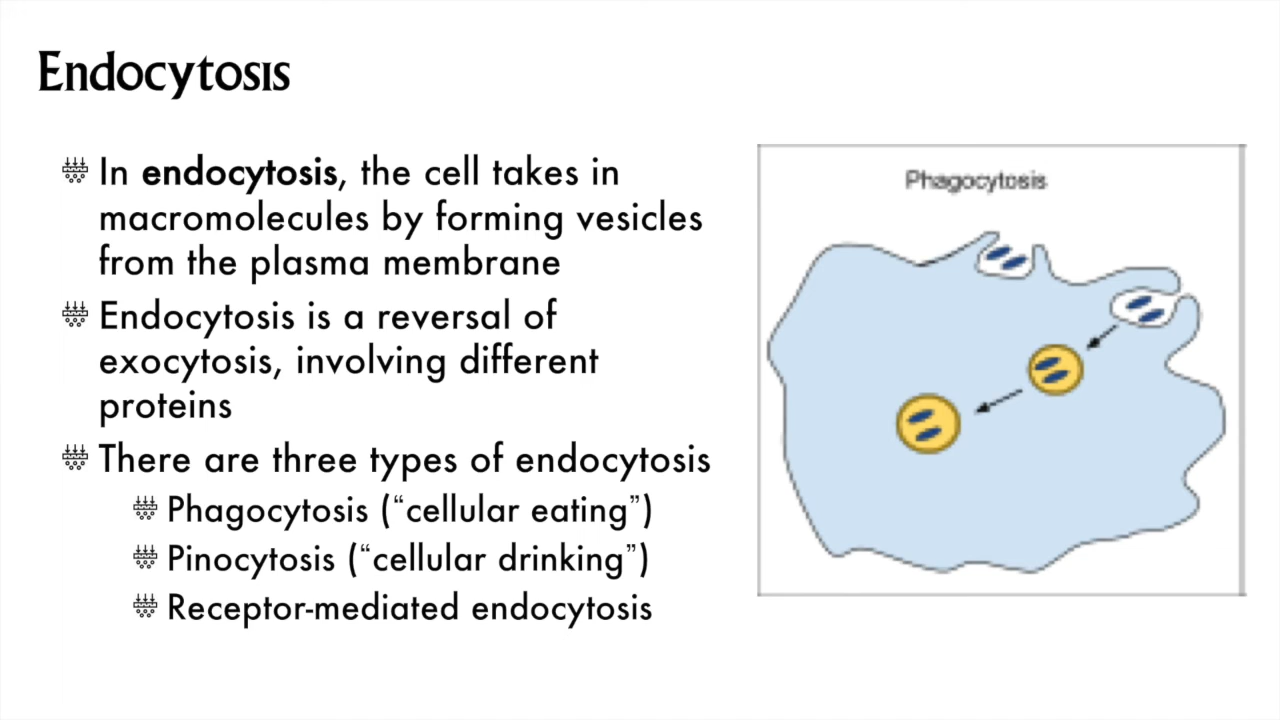 Endocytosis
In endocytosis, the cell takes in
macromolecules by forming vesicles
from the plasma membrane
Endocytosis is a reversal of
exocytosis, involving different
proteins
There are three types of endocytosis
Phagocytosis (“cellular eating”)
Pinocytosis (“cellular drinking”)
Receptor-mediated endocytosis
Phagocytosis